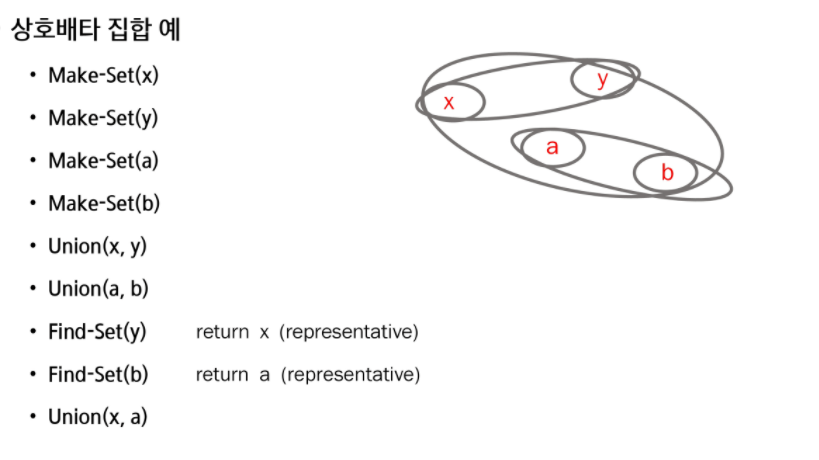 상호배타 집합 예
• Make-Set(x)
• Make-Set(y)
• Make-Set(a)
• Make-Set(b)
• Union(x, y)
• Union(a, b)
• Find-Set(y) return x (representative)
• Find-Set(b) return a (representative)
• Union(x, a)
x
y
a
b